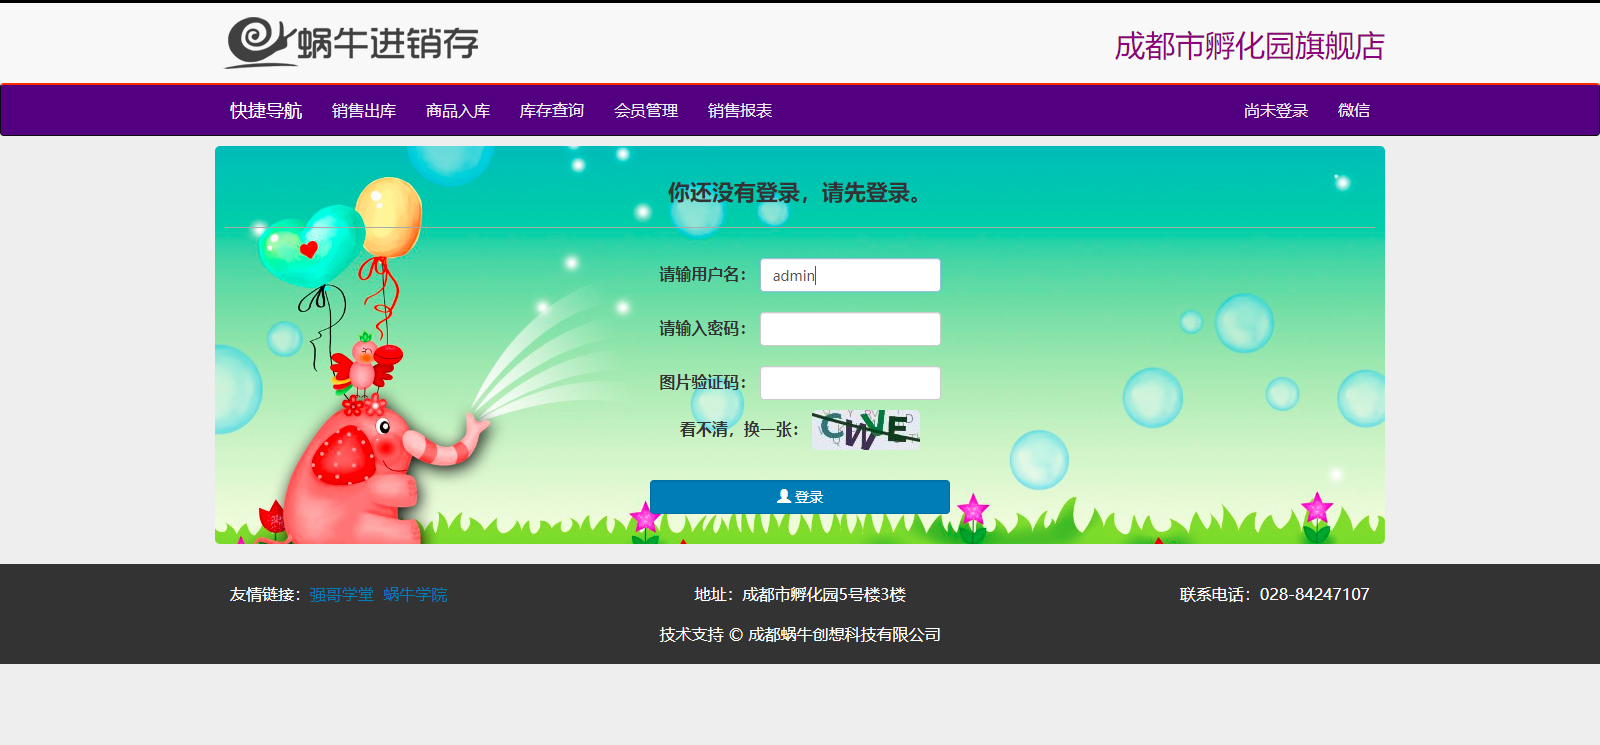 蜗牛进销存
成都市孵化园旗舰店
快捷导航 销售出库 商品入库 库存查询 会员管理 销售报表 尚未登录 微信
你还没有登录，请先登录。
请输用户名： admin
请输入密码：
图片验证码：
看不清，换一张： CWVE
登录
友情链接：强哥学堂 蜗牛学院 地址：成都市孵化园5号楼3楼 联系电话：028-84247107
技术支持 © 成都蜗牛创想科技有限公司